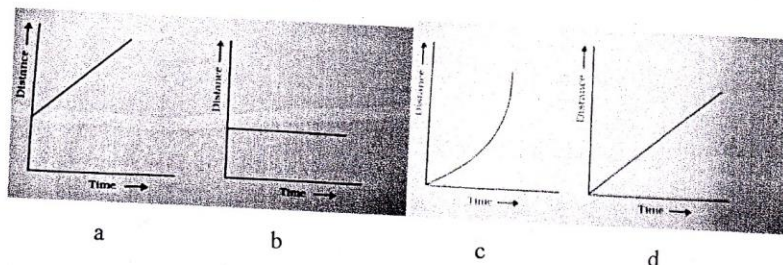 Distance →
Time →
a
Distance →
Time →
b
Distance →
Time →
c
Distance →
Time →
d